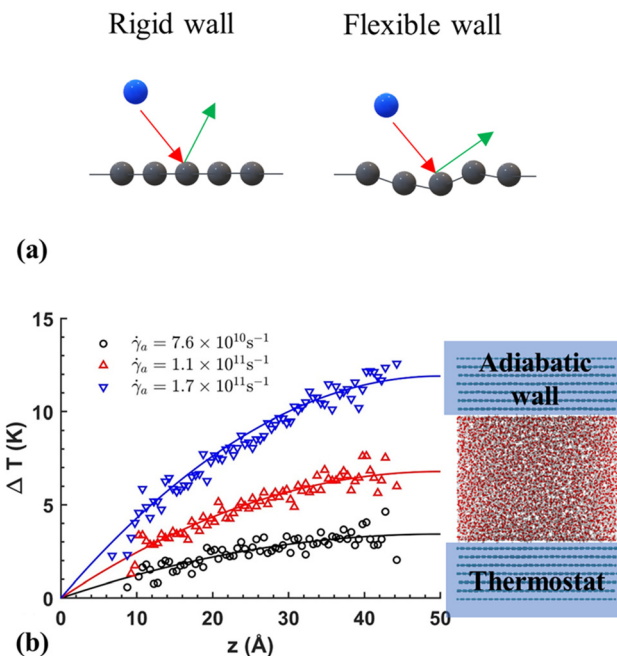 Rigid wall
Flexible wall
(a)
15
10
5
0
Δ T (K)
γ̇ₐ = 7.6 × 10¹⁰s⁻¹
γ̇ₐ = 1.1 × 10¹¹s⁻¹
γ̇ₐ = 1.7 × 10¹¹s⁻¹
0 10 20 30 40 50
z (Å)
Adiabatic
wall
Thermostat
(b)